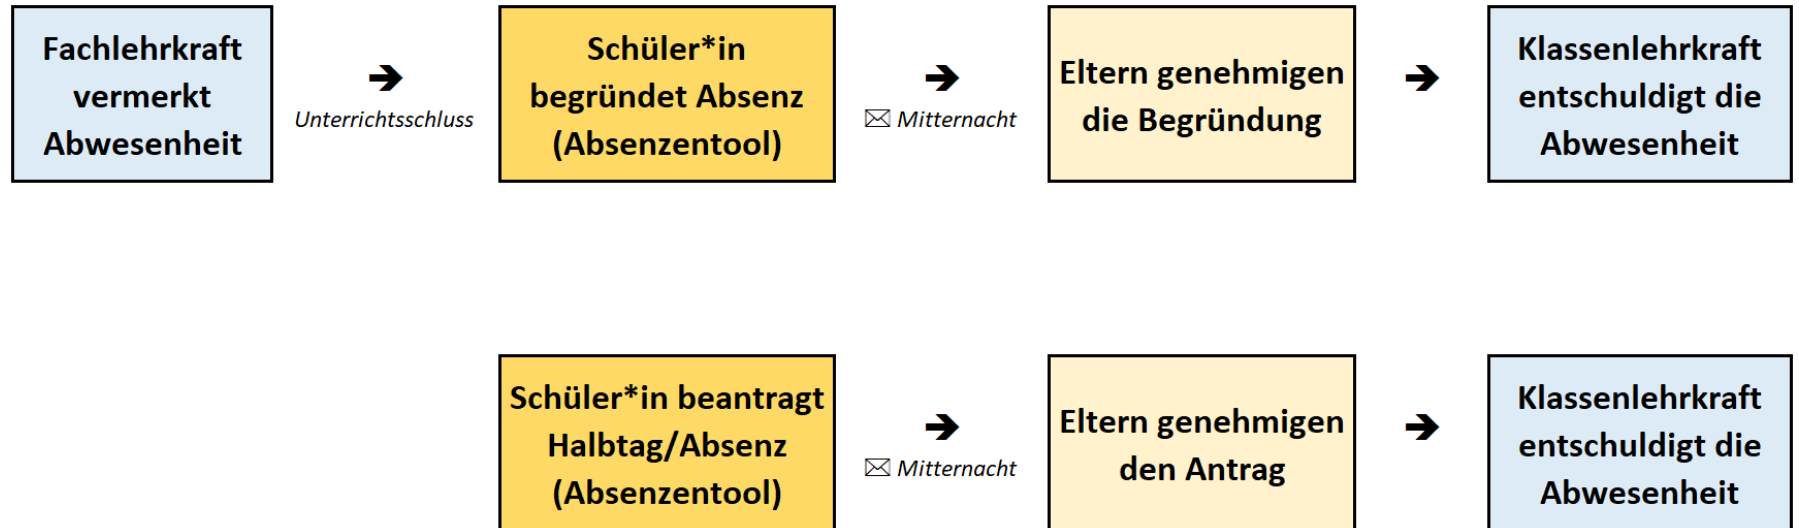 Fachlehrkraft
vermerkt
Abwesenheit
➔
Unterrichtsschluss
Schüler*in
begründet Absenz
(Absenzentool)
➔
✉ Mitternacht
Eltern genehmigen
die Begründung
➔
Klassenlehrkraft
entschuldigt die
Abwesenheit
Schüler*in beantragt
Halbtag/Absenz
(Absenzentool)
➔
✉ Mitternacht
Eltern genehmigen
den Antrag
➔
Klassenlehrkraft
entschuldigt die
Abwesenheit